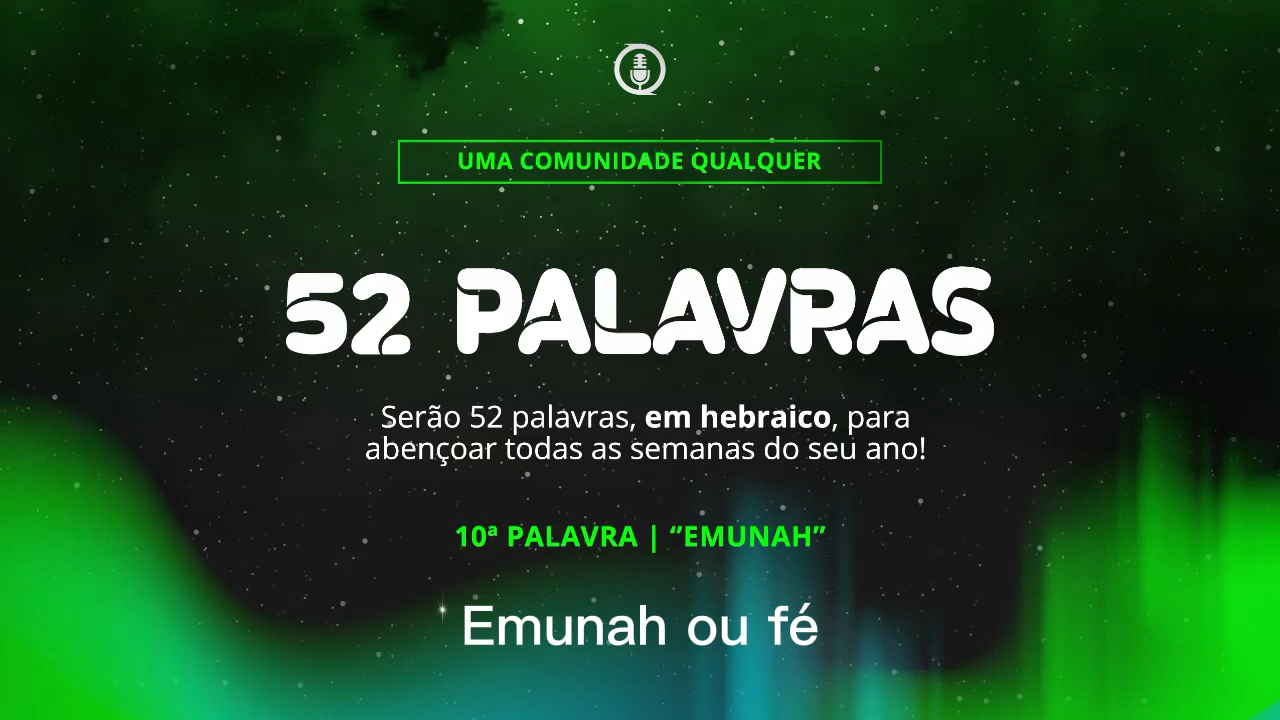 UMA COMUNIDADE QUALQUER
52 PALAVRAS
Serão 52 palavras, em hebraico, para
abençoar todas as semanas do seu ano!
10ª PALAVRA | “EMUNAH”
Emunah ou fé